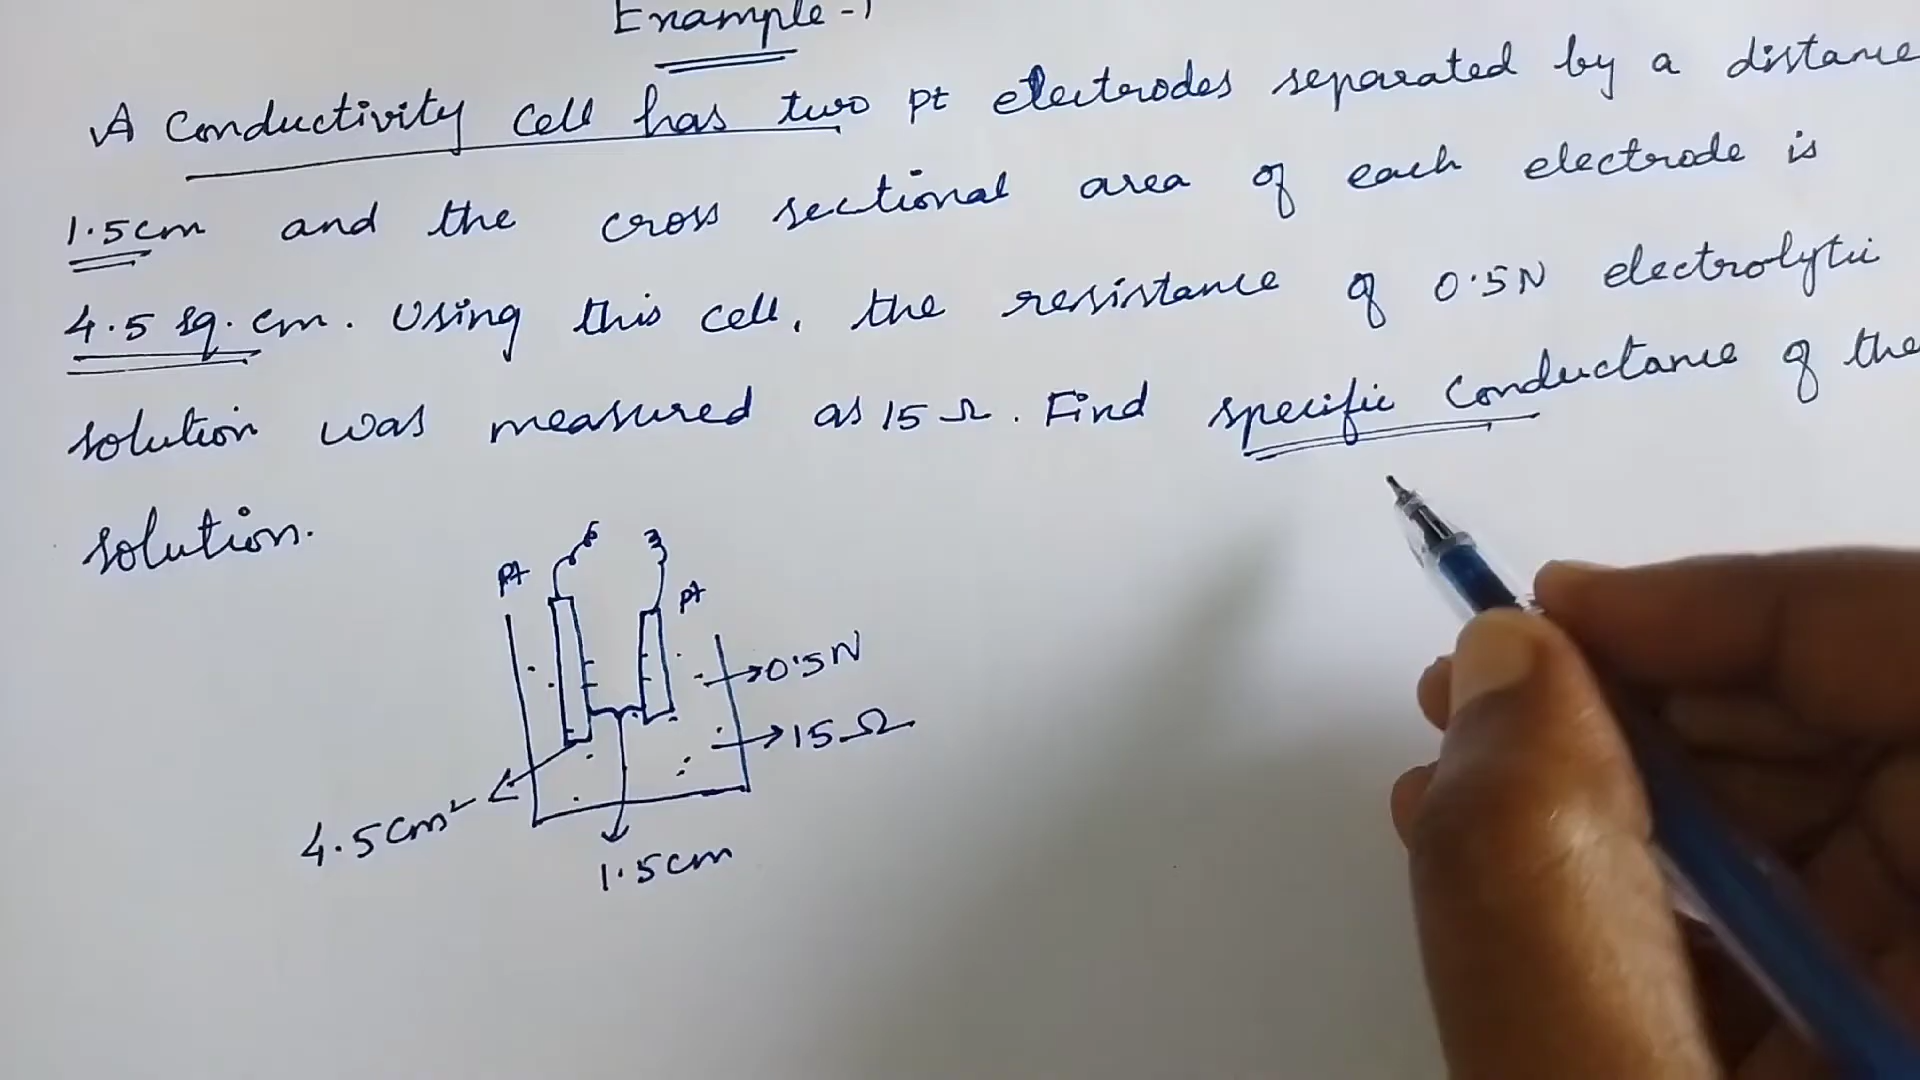 Example-1
A conductivity cell has two pt electrodes separated by a distance
1.5cm and the cross sectional area of each electrode is
4.5 sq. cm. Using this cell, the resistance of 0.5N electrolytic
solution was measured as 15Ω. Find specific conductance of the
solution.
pt
pt
→0.5N
→15Ω
4.5cm²
1.5cm